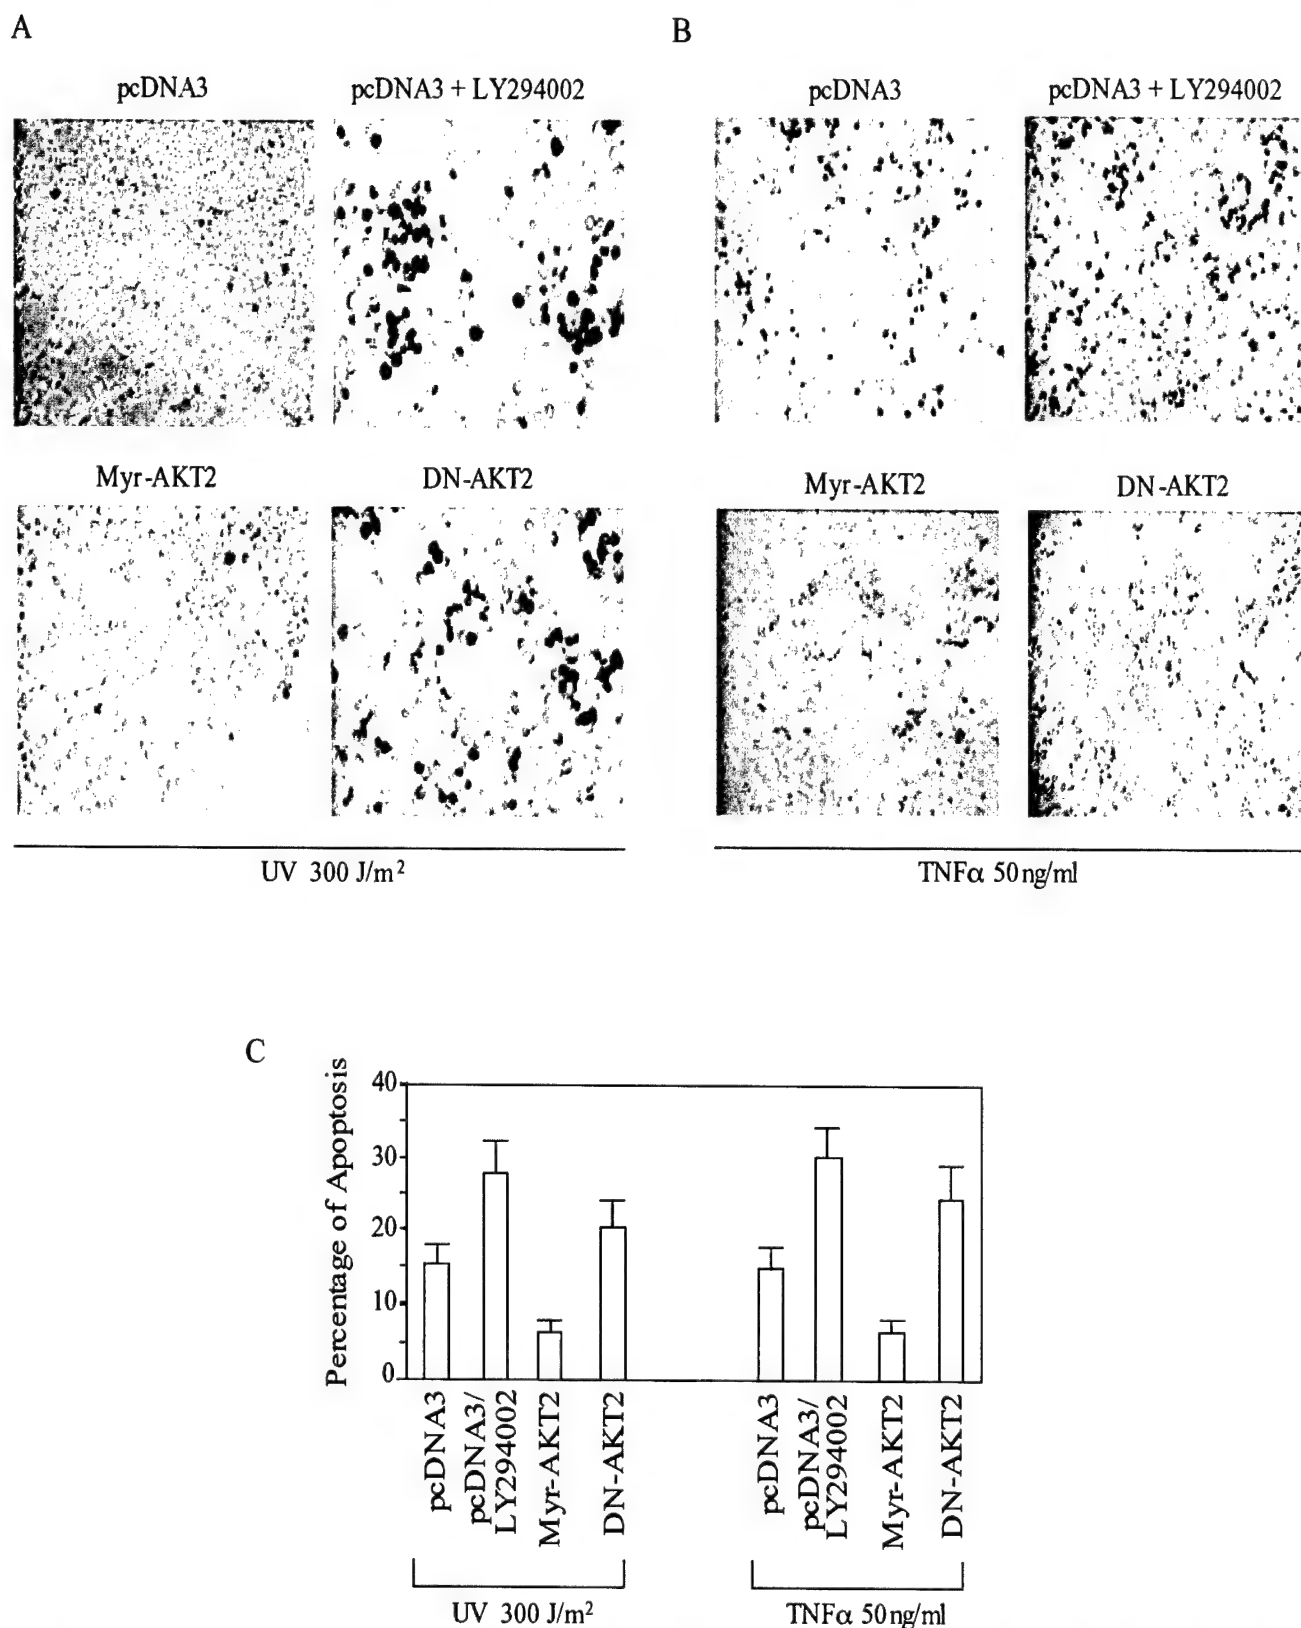 A
B
pcDNA3
pcDNA3 + LY294002
pcDNA3
pcDNA3 + LY294002
Myr-AKT2
DN-AKT2
Myr-AKT2
DN-AKT2
UV 300 J/m²
TNFα 50ng/ml
C
Percentage of Apoptosis
40
30
20
10
0
pcDNA3
pcDNA3/
LY294002
Myr-AKT2
DN-AKT2
pcDNA3
pcDNA3/
LY294002
Myr-AKT2
DN-AKT2
UV 300 J/m²
TNFα 50ng/ml